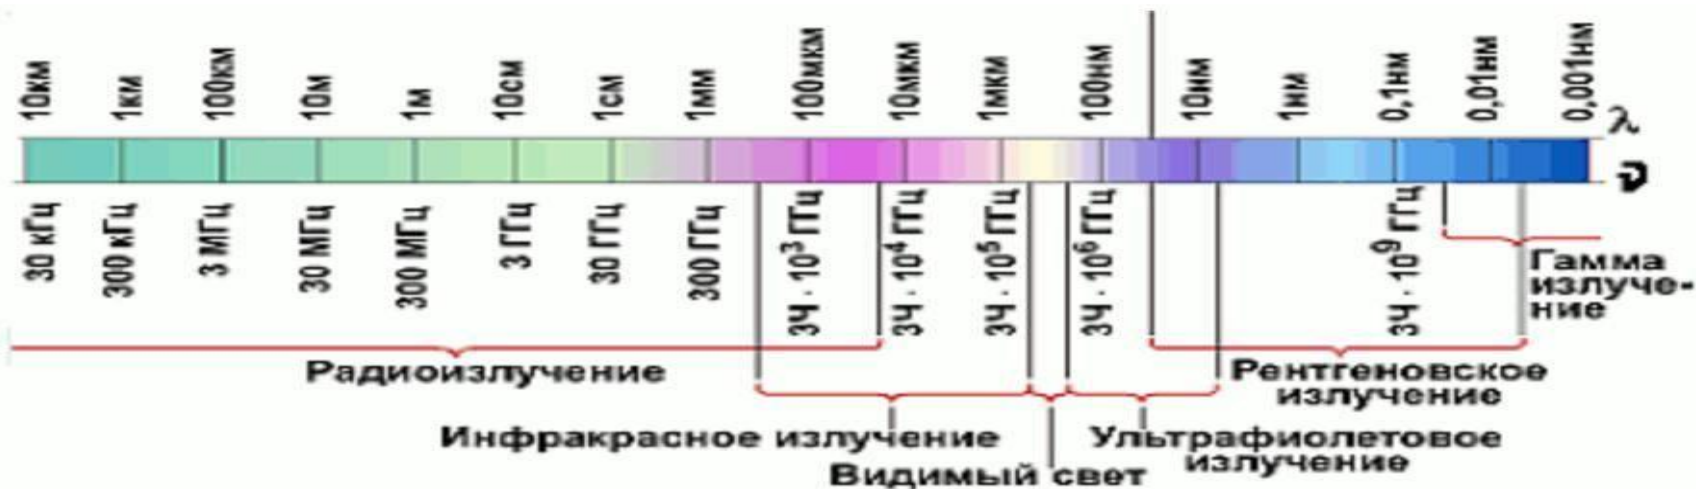 10км 1км 100км 10м 1м 10см 1см 1мм 100мкм 10мкм 1мкм 100нм 10нм 1нм 0,1нм 0,01нм 0,001нм
λ
ν
30 кГц 300 кГц 3 МГц 30 МГц 300 МГц 3 ГГц 30 ГГц 300 ГГц 3Ч · 10³ ГГц 3Ч · 10⁴ ГГц 3Ч · 10⁵ ГГц 3Ч · 10⁶ ГГц 3Ч · 10⁹ ГГц
Гамма
излуче-
ние
Радиоизлучение
Рентгеновское
излучение
Инфракрасное излучение
Ультрафиолетовое
излучение
Видимый свет